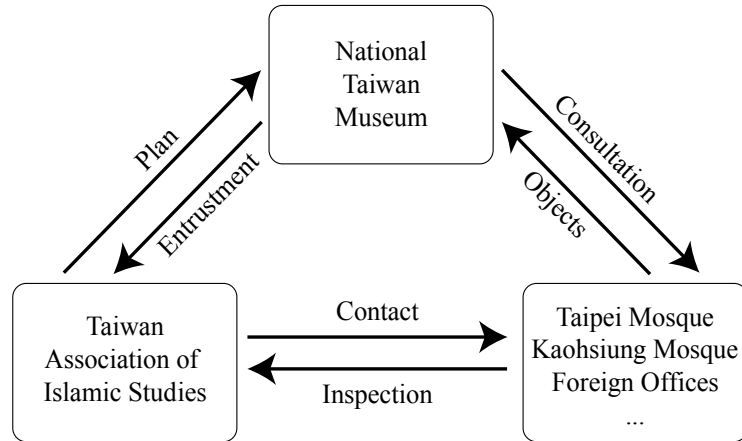 National
Taiwan
Museum
Plan
Entrustment
Consultation
Objects
Taiwan
Association of
Islamic Studies
Contact
Inspection
Taipei Mosque
Kaohsiung Mosque
Foreign Offices
...